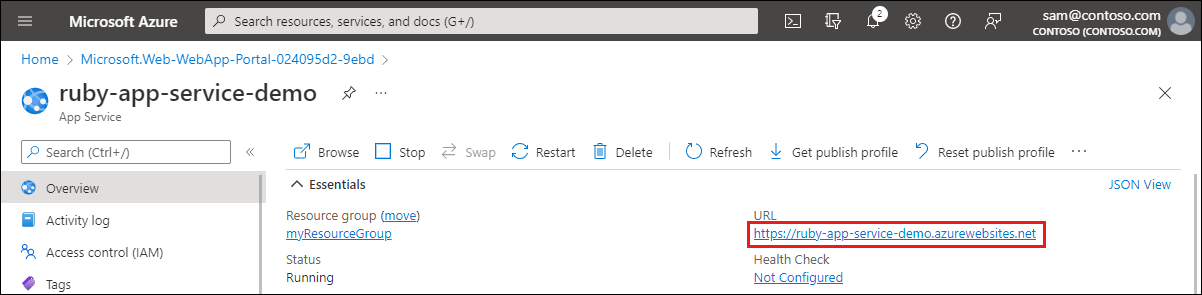 Microsoft Azure
Search resources, services, and docs (G+/)
2
sam@contoso.com
CONTOSO (CONTOSO.COM)
Home > Microsoft.Web-WebApp-Portal-024095d2-9ebd >
ruby-app-service-demo
...
App Service
Search (Ctrl+/)
«
Browse
Stop
Swap
Restart
Delete
Refresh
Get publish profile
Reset publish profile
...
Overview
Activity log
Access control (IAM)
Tags
Essentials
JSON View
Resource group (move)
myResourceGroup
Status
Running
URL
https://ruby-app-service-demo.azurewebsites.net
Health Check
Not Configured